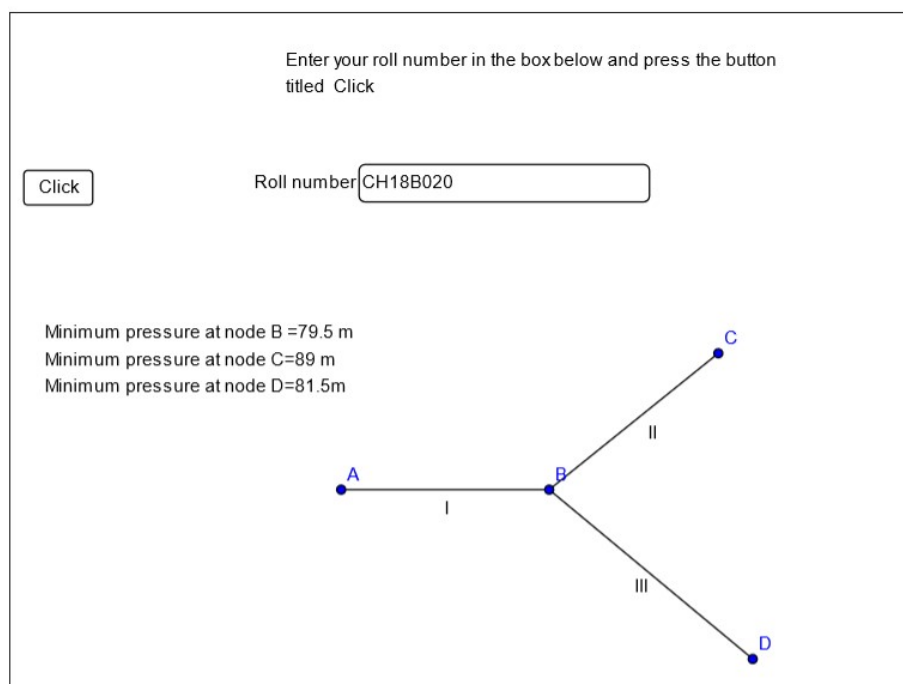 Enter your roll number in the box below and press the button
titled Click
Click
Roll number CH18B020
Minimum pressure at node B =79.5 m
Minimum pressure at node C=89 m
Minimum pressure at node D=81.5m
C
II
A
B
I
III
D